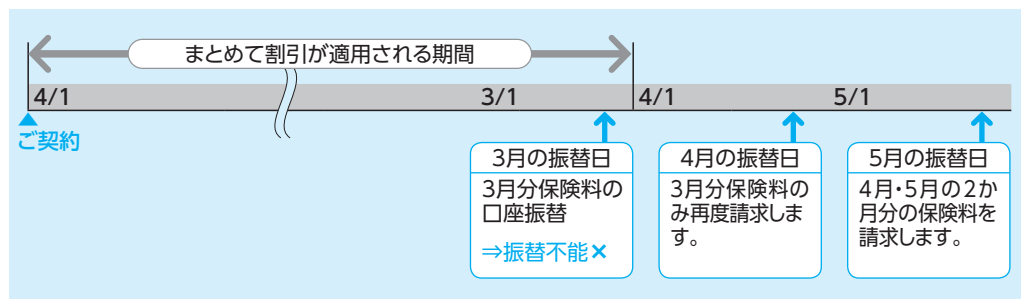 まとめて割引が適用される期間
4/1
3/1
4/1
5/1
ご契約
3月の振替日
3月分保険料の
口座振替
⇒振替不能×
4月の振替日
3月分保険料の
み再度請求しま
す。
5月の振替日
4月・5月の2か
月分の保険料を
請求します。